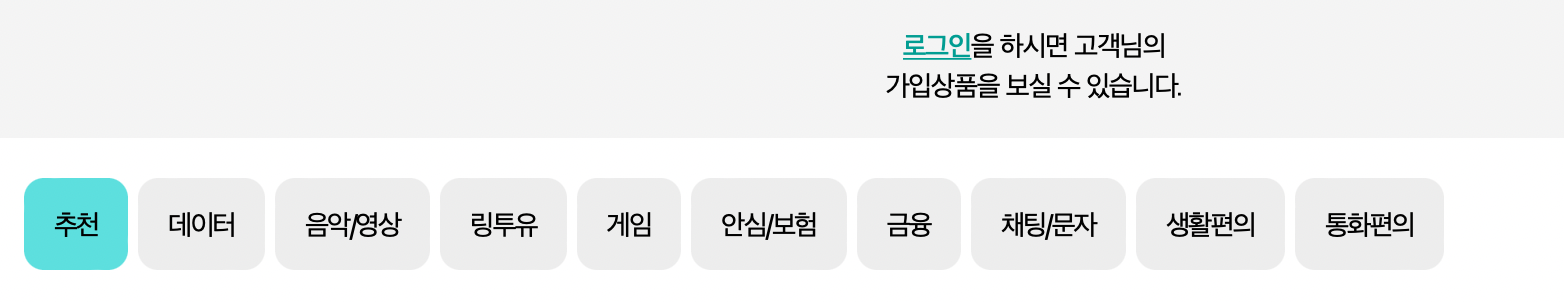 로그인을 하시면 고객님의
가입상품을 보실 수 있습니다.
추천 데이터 음악/영상 링투유 게임 안심/보험 금융 채팅/문자 생활편의 통화편의